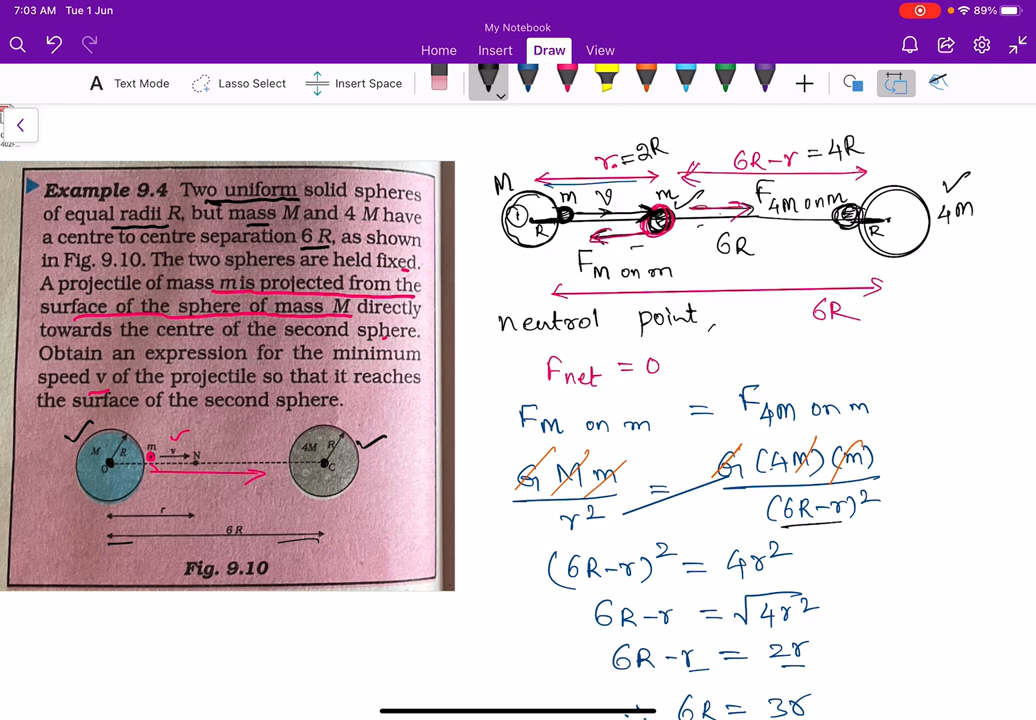 7:03 AM Tue 1 Jun
89%
My Notebook
Home Insert Draw View
A Text Mode Lasso Select Insert Space
Example 9.4 Two uniform solid spheres
of equal radii R, but mass M and 4 M have
a centre to centre separation 6 R, as shown
in Fig. 9.10. The two spheres are held fixed.
A projectile of mass m is projected from the
surface of the sphere of mass M directly
towards the centre of the second sphere.
Obtain an expression for the minimum
speed v of the projectile so that it reaches
the surface of the second sphere.
M R m v N 4M R
O C
r
6 R
Fig. 9.10
r = 2R 6R-r = 4R
M m v m F4M on m 4M
R R
FM on m 6R
6R
neutrol point,
Fnet = 0
FM on m = F4M on m
G M m / r² = G (4M) (m) / (6R-r)²
(6R-r)² = 4r²
6R-r = √4r²
6R-r = 2r
∴ 6R = 3r